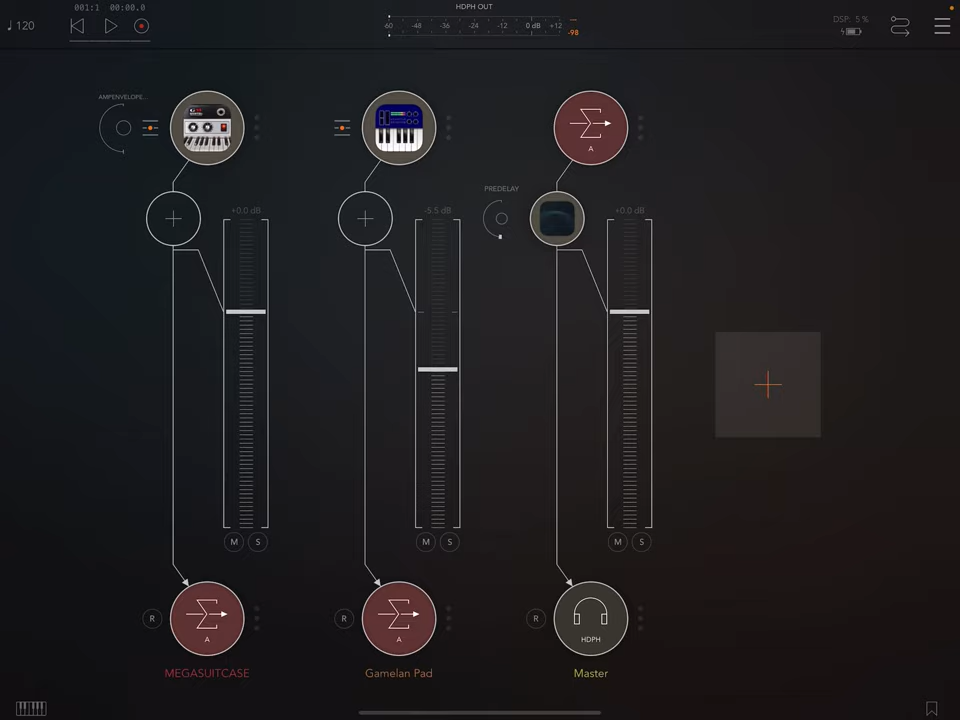 001:1 00:00.0
HDPH OUT
♩120
-60 -48 -36 -24 -12 0 dB +12
-98
DSP: 5 %
AMPENVELOPE...
A
PREDELAY
+0.0 dB
-5.5 dB
+0.0 dB
M S
M S
M S
R
A
R
A
R
HDPH
MEGASUITCASE
Gamelan Pad
Master